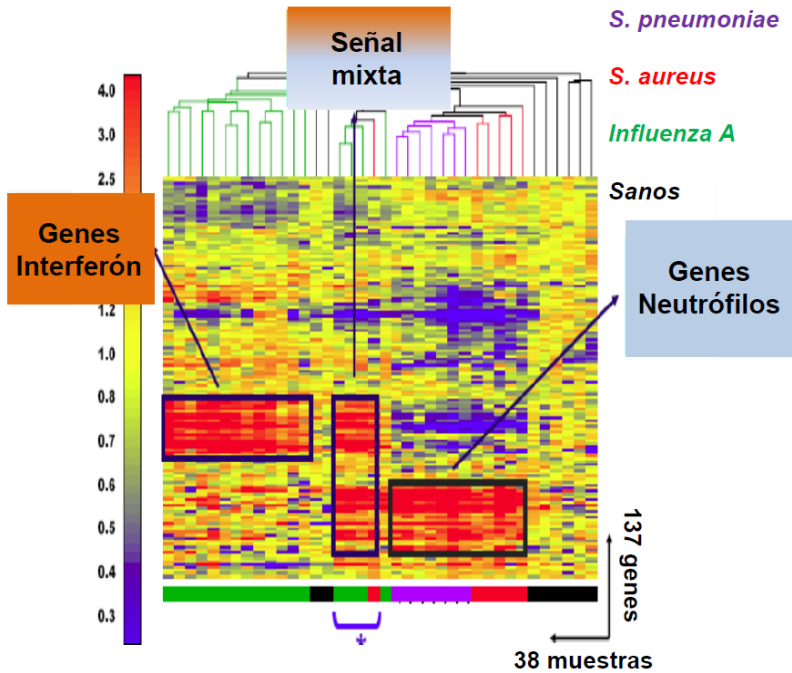 Señal
mixta
S. pneumoniae
S. aureus
Influenza A
Sanos
Genes
Interferón
Genes
Neutrófilos
4.0
3.0
2.5
1.2
1.0
0.8
0.7
0.6
0.5
0.4
0.3
*
137 genes
38 muestras